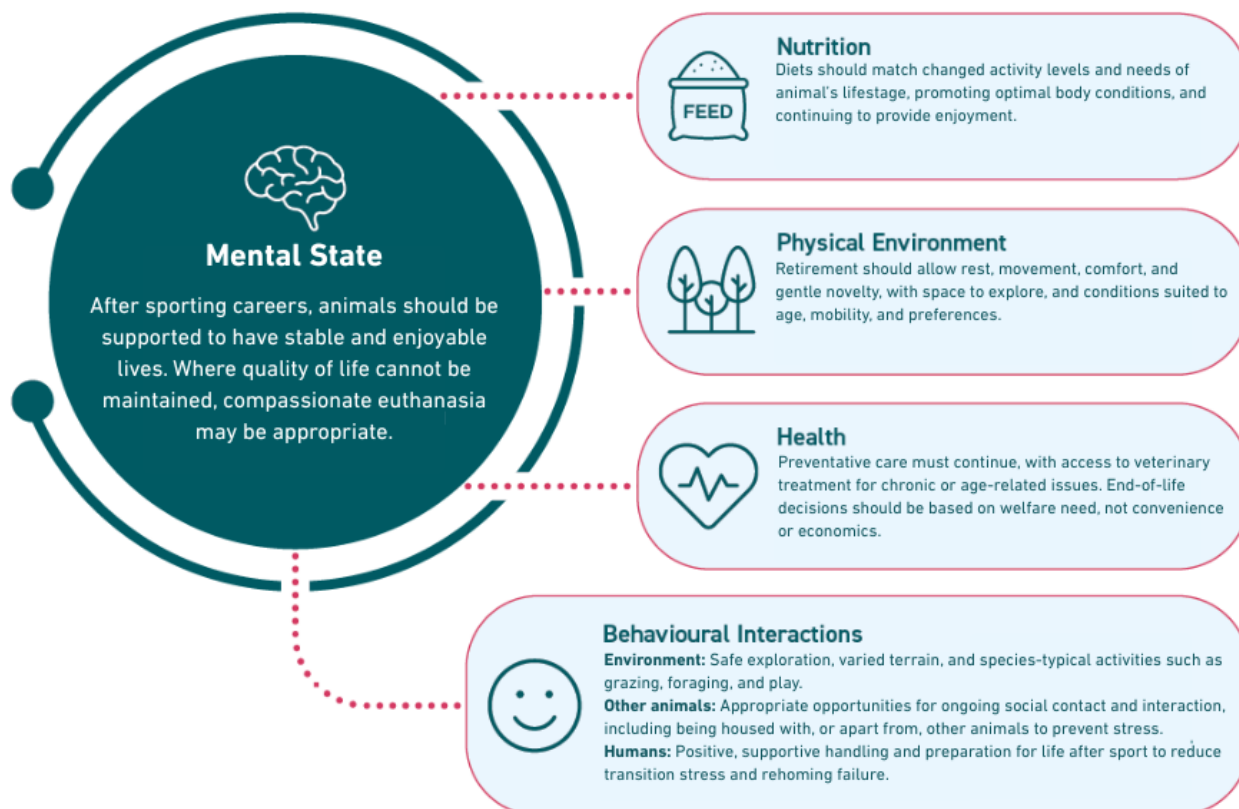 Mental State
After sporting careers, animals should be
supported to have stable and enjoyable
lives. Where quality of life cannot be
maintained, compassionate euthanasia
may be appropriate.
FEED
Nutrition
Diets should match changed activity levels and needs of
animal's lifestage, promoting optimal body conditions, and
continuing to provide enjoyment.
Physical Environment
Retirement should allow rest, movement, comfort, and
gentle novelty, with space to explore, and conditions suited to
age, mobility, and preferences.
Health
Preventative care must continue, with access to veterinary
treatment for chronic or age-related issues. End-of-life
decisions should be based on welfare need, not convenience
or economics.
Behavioural Interactions
Environment: Safe exploration, varied terrain, and species-typical activities such as
grazing, foraging, and play.
Other animals: Appropriate opportunities for ongoing social contact and interaction,
including being housed with, or apart from, other animals to prevent stress.
Humans: Positive, supportive handling and preparation for life after sport to reduce
transition stress and rehoming failure.